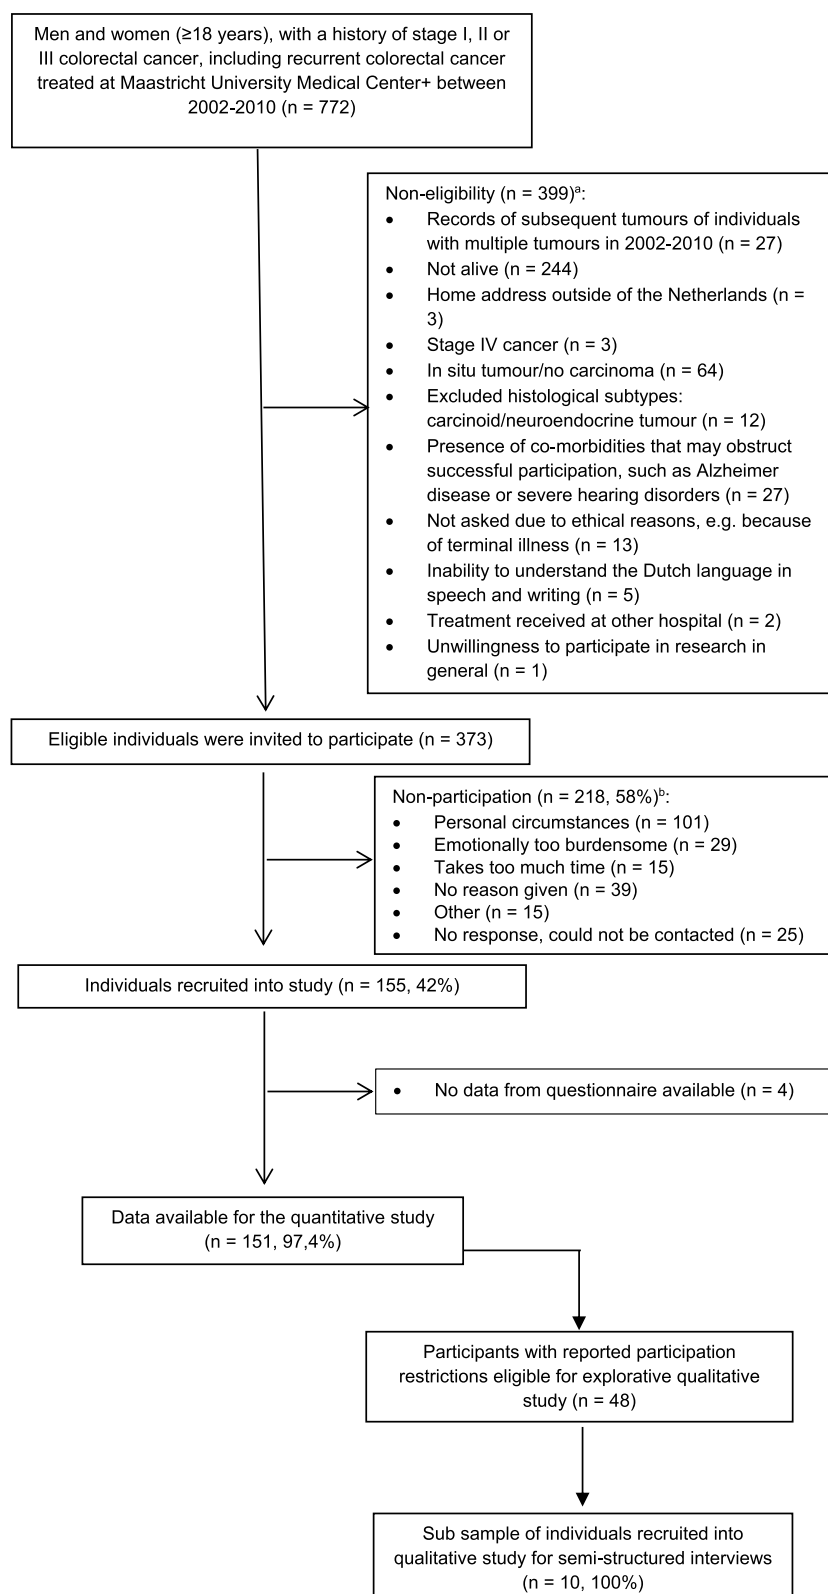 Men and women (≥18 years), with a history of stage I, II or
III colorectal cancer, including recurrent colorectal cancer
treated at Maastricht University Medical Center+ between
2002-2010 (n = 772)
Non-eligibility (n = 399)ᵃ:
• Records of subsequent tumours of individuals
with multiple tumours in 2002-2010 (n = 27)
• Not alive (n = 244)
• Home address outside of the Netherlands (n =
3)
• Stage IV cancer (n = 3)
• In situ tumour/no carcinoma (n = 64)
• Excluded histological subtypes:
carcinoid/neuroendocrine tumour (n = 12)
• Presence of co-morbidities that may obstruct
successful participation, such as Alzheimer
disease or severe hearing disorders (n = 27)
• Not asked due to ethical reasons, e.g. because
of terminal illness (n = 13)
• Inability to understand the Dutch language in
speech and writing (n = 5)
• Treatment received at other hospital (n = 2)
• Unwillingness to participate in research in
general (n = 1)
Eligible individuals were invited to participate (n = 373)
Non-participation (n = 218, 58%)ᵇ:
• Personal circumstances (n = 101)
• Emotionally too burdensome (n = 29)
• Takes too much time (n = 15)
• No reason given (n = 39)
• Other (n = 15)
• No response, could not be contacted (n = 25)
Individuals recruited into study (n = 155, 42%)
• No data from questionnaire available (n = 4)
Data available for the quantitative study
(n = 151, 97,4%)
Participants with reported participation
restrictions eligible for explorative qualitative
study (n = 48)
Sub sample of individuals recruited into
qualitative study for semi-structured interviews
(n = 10, 100%)